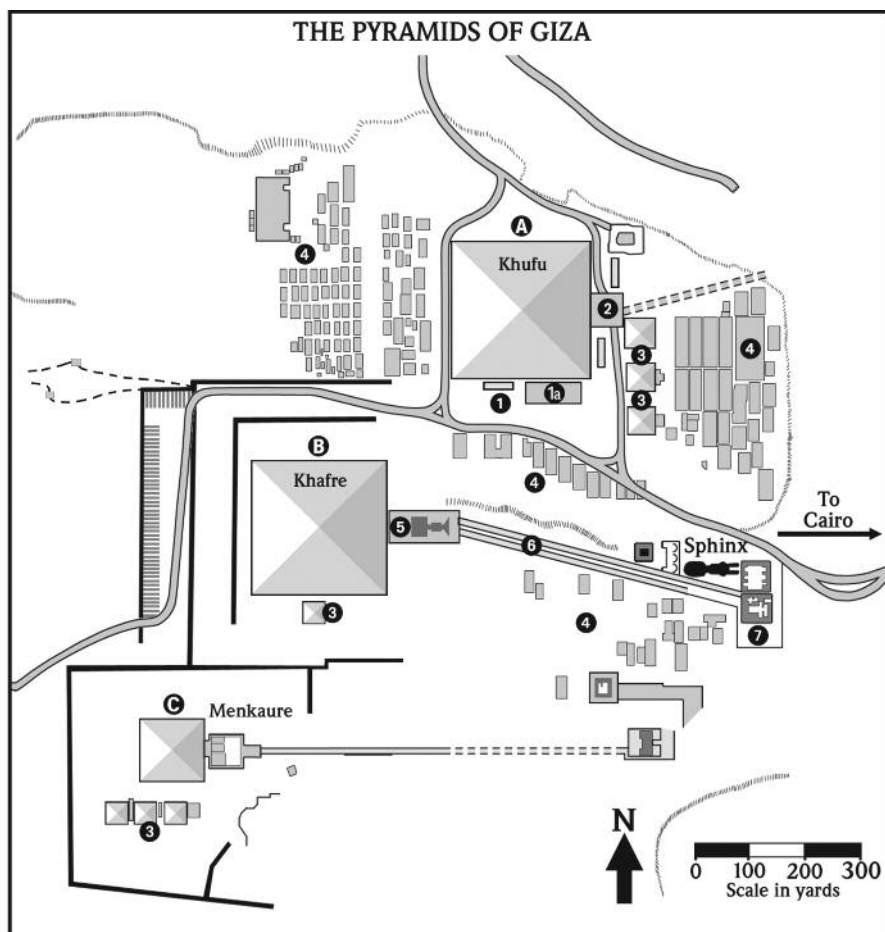 THE PYRAMIDS OF GIZA
A
Khufu
4
2
3
4
3
1
1a
B
Khafre
4
To
Cairo
5
6
Sphinx
3
4
7
C
Menkaure
3
N
0 100 200 300
Scale in yards